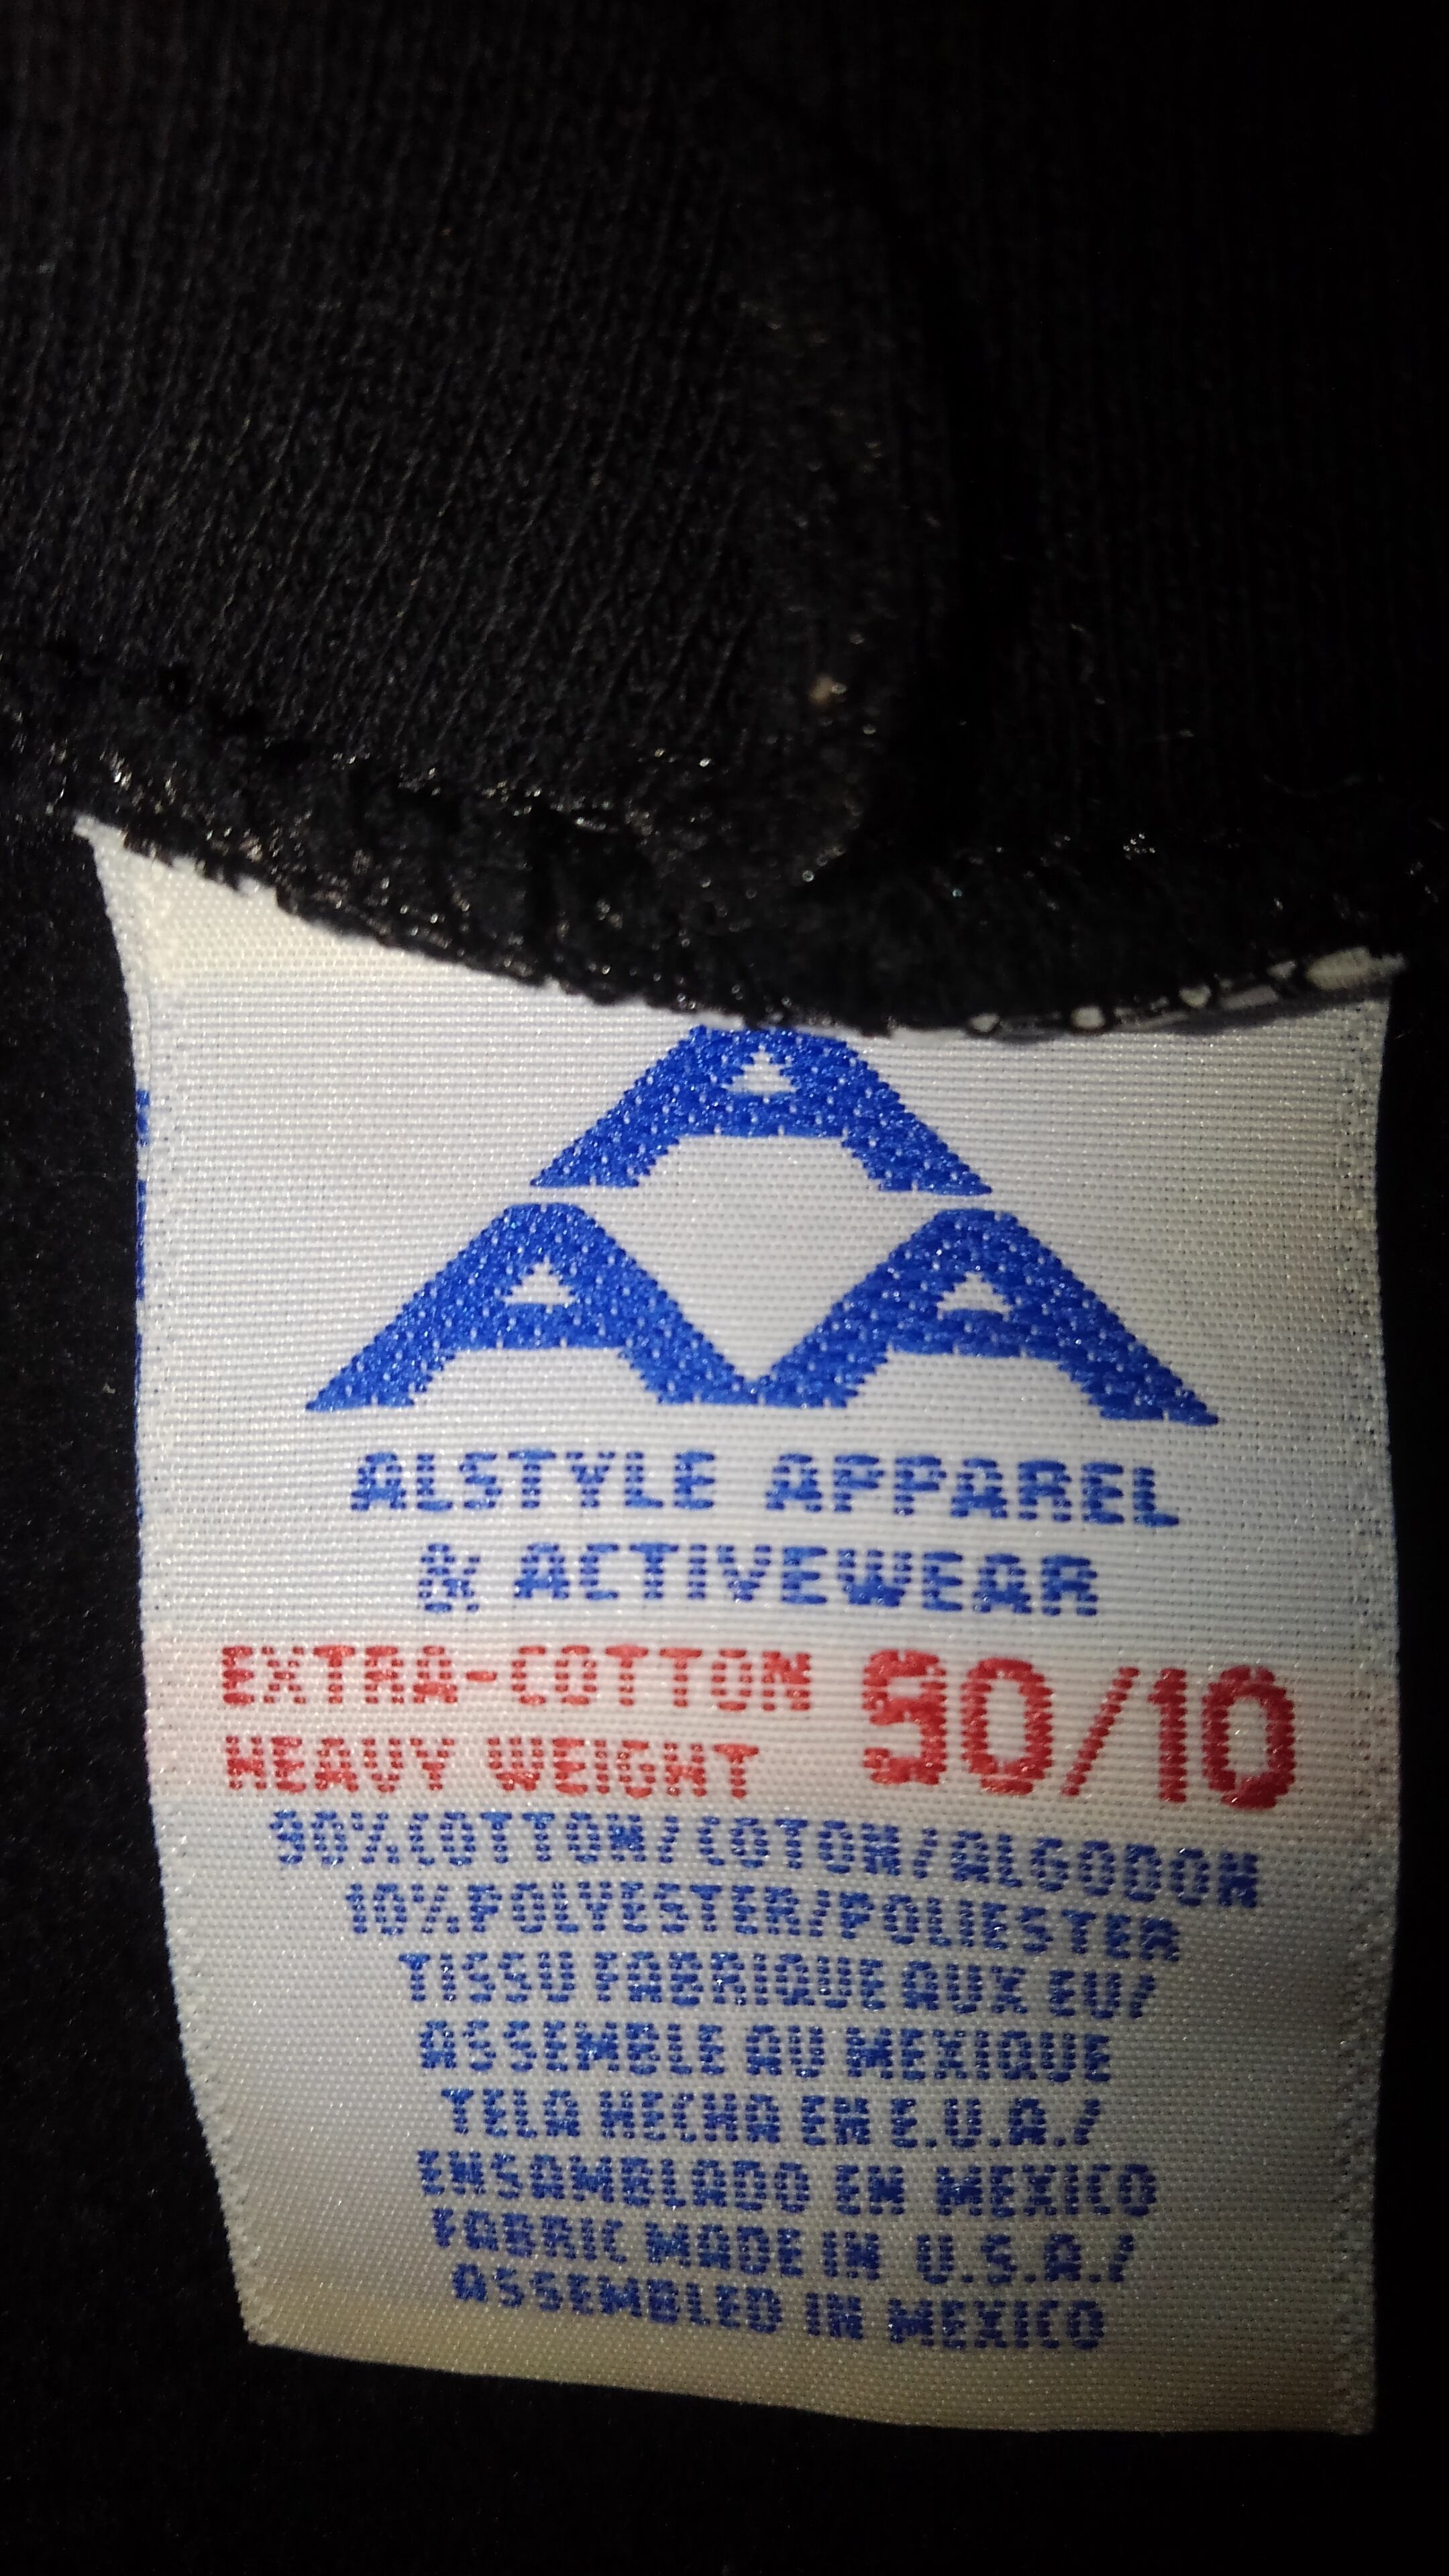 A
AA
ALSTYLE APPAREL
& ACTIVEWEAR
EXTRA-COTTON 90/10
HEAVY WEIGHT
90%COTTON/COTON/ALGODON
10%POLYESTER/POLIESTER
TISSU FABRIQUE AUX EU/
ASSEMBLE AU MEXIQUE
TELA HECHA EN E.U.A./
ENSAMBLADO EN MEXICO
FABRIC MADE IN U.S.A./
ASSEMBLED IN MEXICO